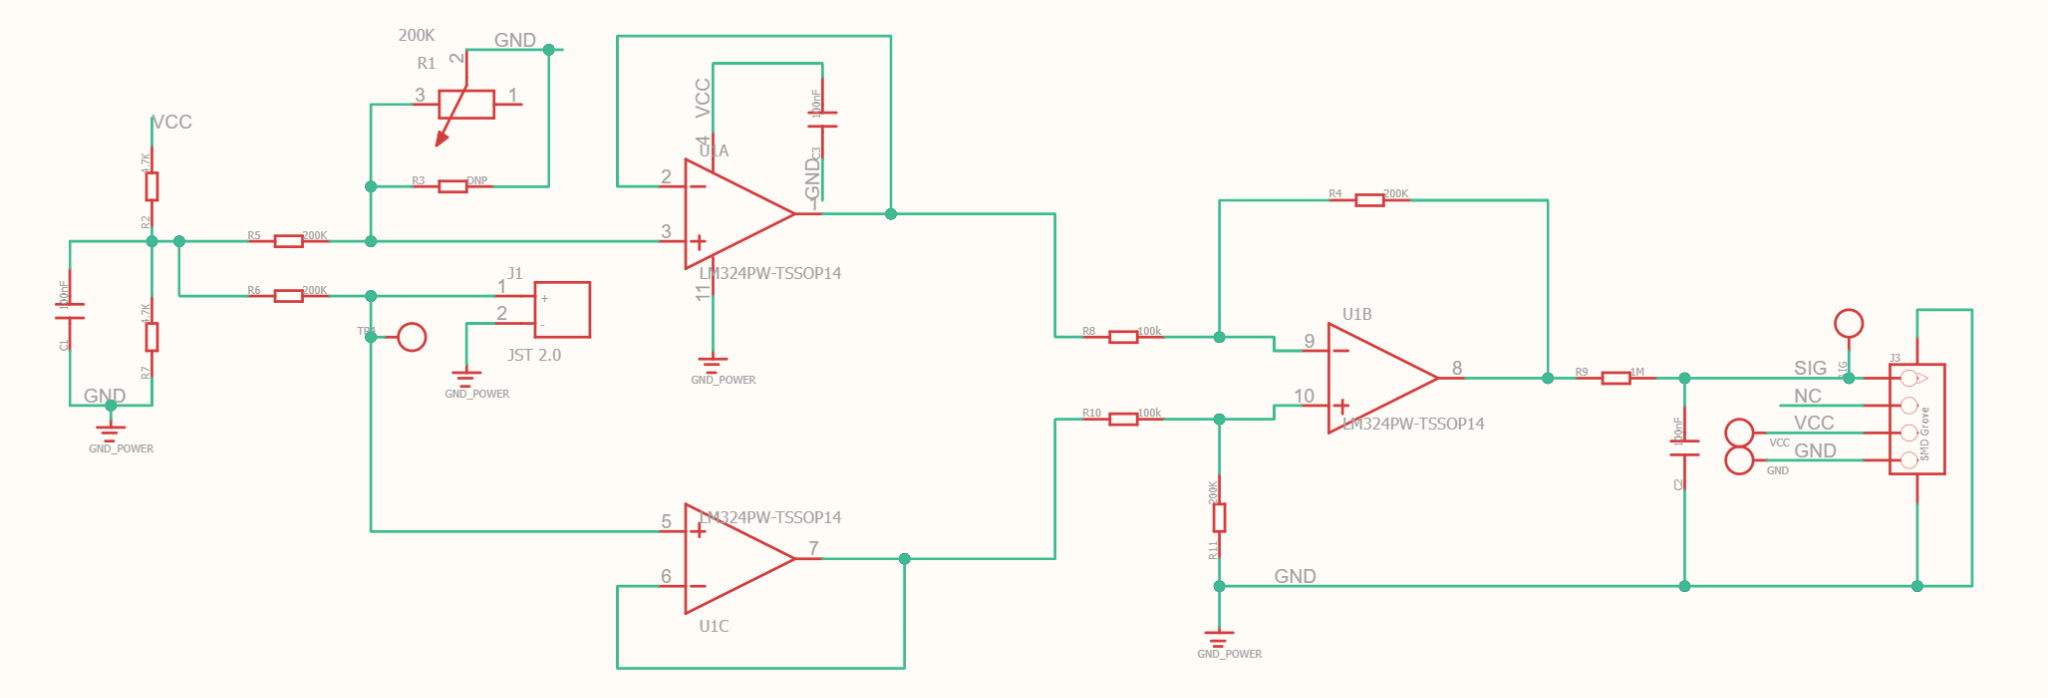 200K
R1
2
GND
3
1
VCC
4.7K
R2
R3
DNP
R5
200K
R6
200K
100nF
C1
4.7K
R7
GND
GND_POWER
TP1
J1
1
2
+
-
JST 2.0
GND_POWER
VCC
4
U1A
100nF
C3
GND
1
2
3
LM324PW-TSSOP14
11
GND_POWER
5
6
7
LM324PW-TSSOP14
U1C
R4
200K
R8
100k
R10
100k
U1B
9
10
8
LM324PW-TSSOP14
200K
R11
GND
GND_POWER
R9
1M
100nF
C2
SIG
SIG
NC
VCC
GND
VCC
GND
J3
SMD Grove